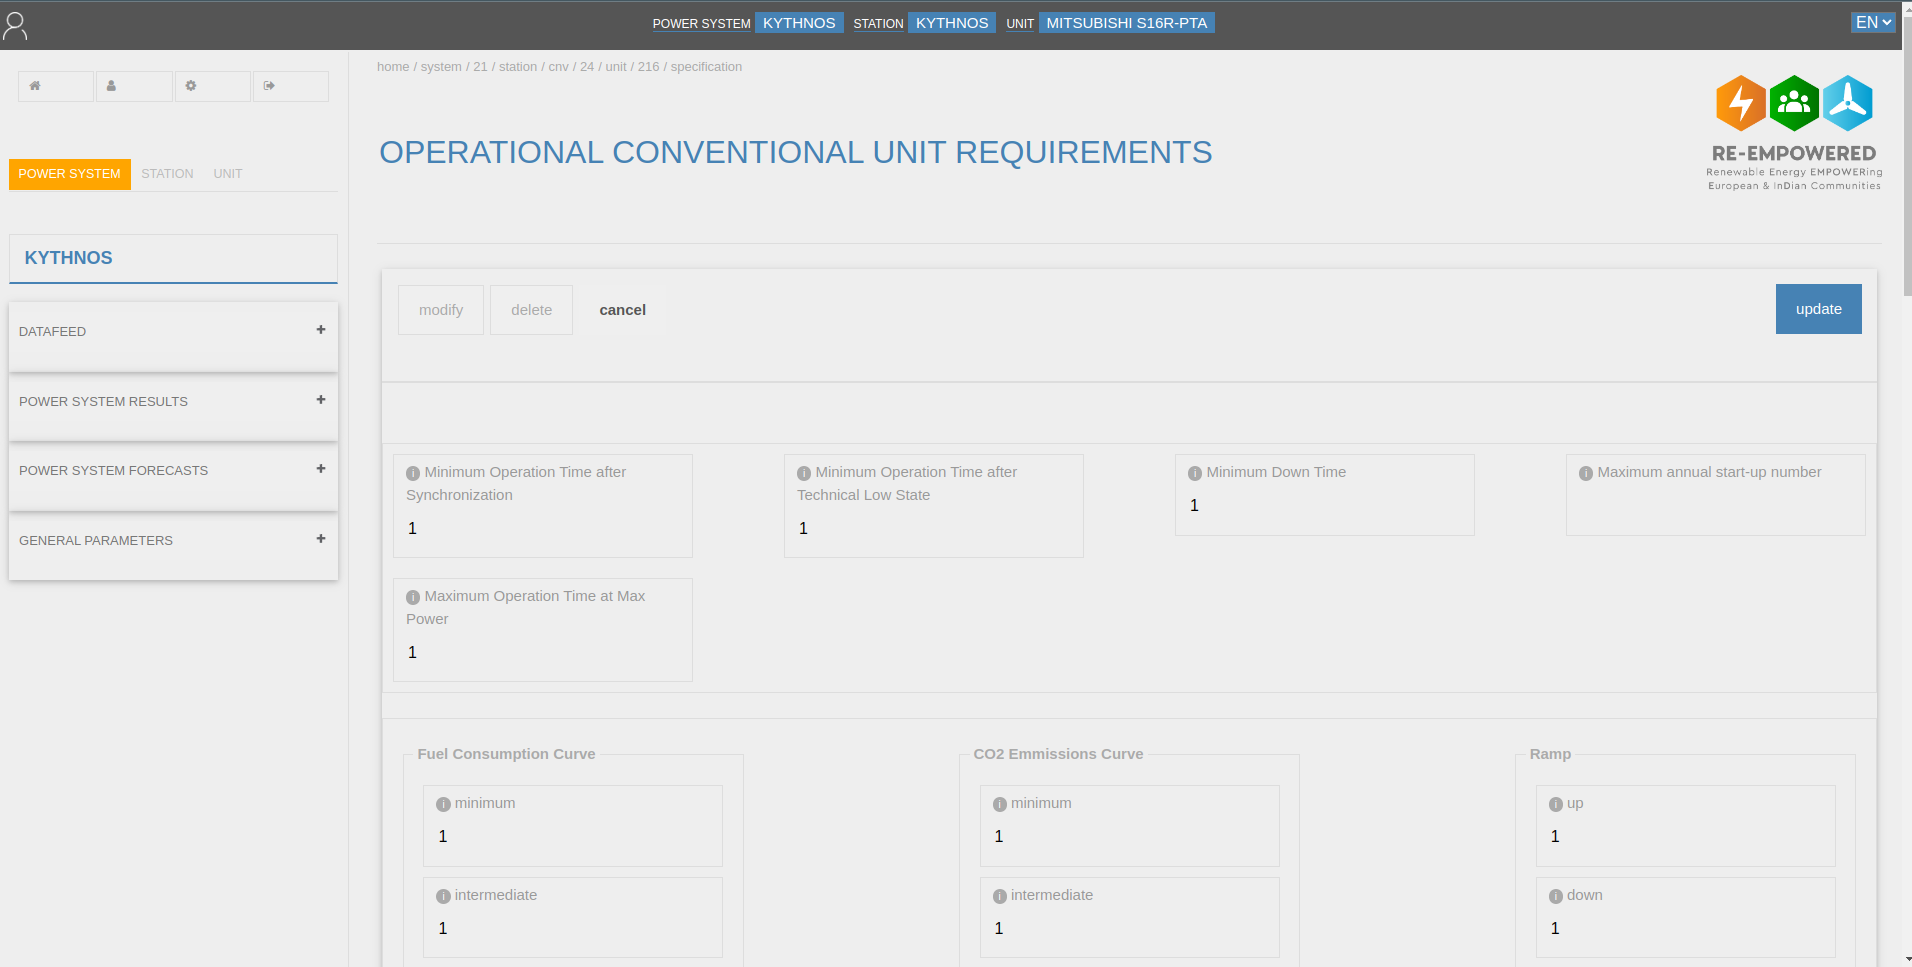 POWER SYSTEM KYTHNOS STATION KYTHNOS UNIT MITSUBISHI S16R-PTA EN
home / system / 21 / station / cnv / 24 / unit / 216 / specification
RE-EMPOWERED
Renewable Energy EMPOWERing
European & InDian Communities
OPERATIONAL CONVENTIONAL UNIT REQUIREMENTS
POWER SYSTEM STATION UNIT
KYTHNOS
DATAFEED +
POWER SYSTEM RESULTS +
POWER SYSTEM FORECASTS +
GENERAL PARAMETERS +
modify delete cancel update
i Minimum Operation Time after
Synchronization
1
i Minimum Operation Time after
Technical Low State
1
i Minimum Down Time
1
i Maximum annual start-up number
i Maximum Operation Time at Max
Power
1
Fuel Consumption Curve
i minimum
1
i intermediate
1
CO2 Emmissions Curve
i minimum
1
i intermediate
1
Ramp
i up
1
i down
1